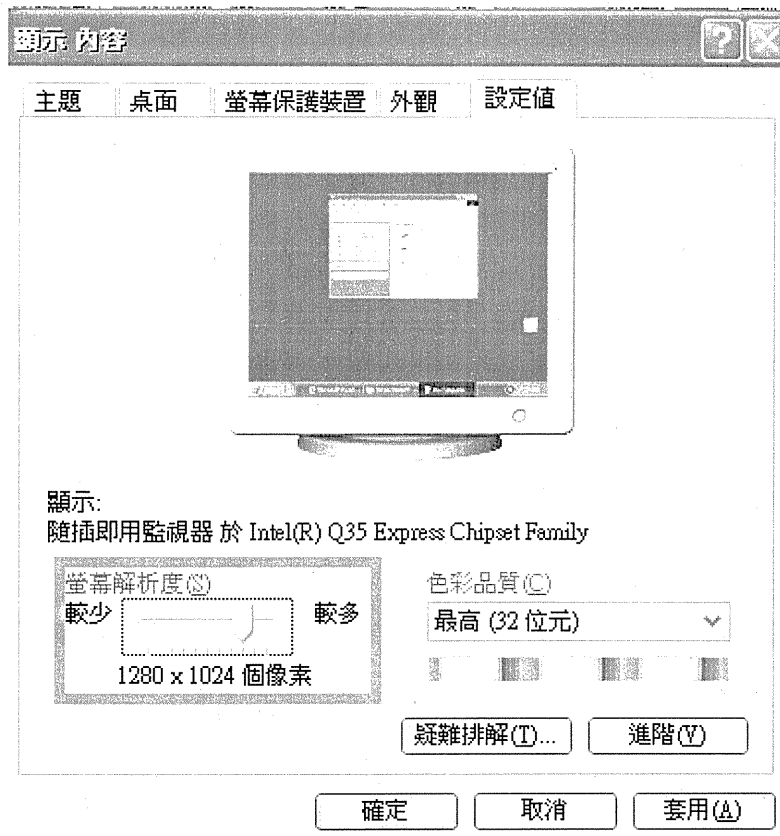 顯示 內容
主題 桌面 螢幕保護裝置 外觀 設定值
顯示:
隨插即用監視器 於 Intel(R) Q35 Express Chipset Family
螢幕解析度(S) 色彩品質(C)
較少 較多 最高 (32 位元)
1280 x 1024 個像素
疑難排解(T)... 進階(V)
確定 取消 套用(A)